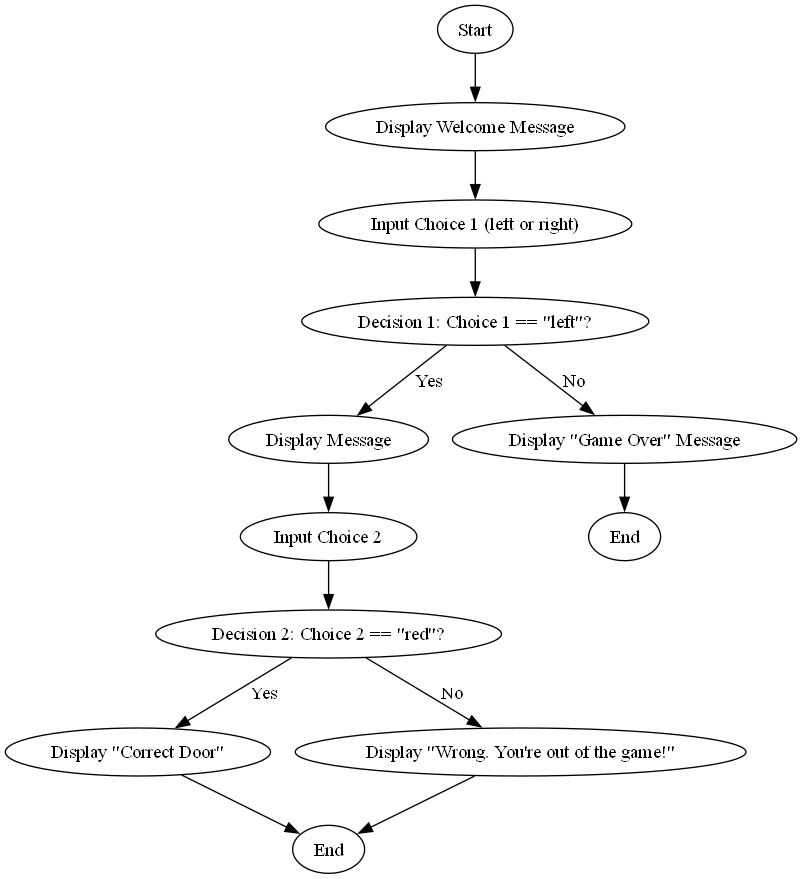 Start
Display Welcome Message
Input Choice 1 (left or right)
Decision 1: Choice 1 == "left"?
Yes
No
Display Message
Display "Game Over" Message
Input Choice 2
End
Decision 2: Choice 2 == "red"?
Yes
No
Display "Correct Door"
Display "Wrong. You're out of the game!"
End